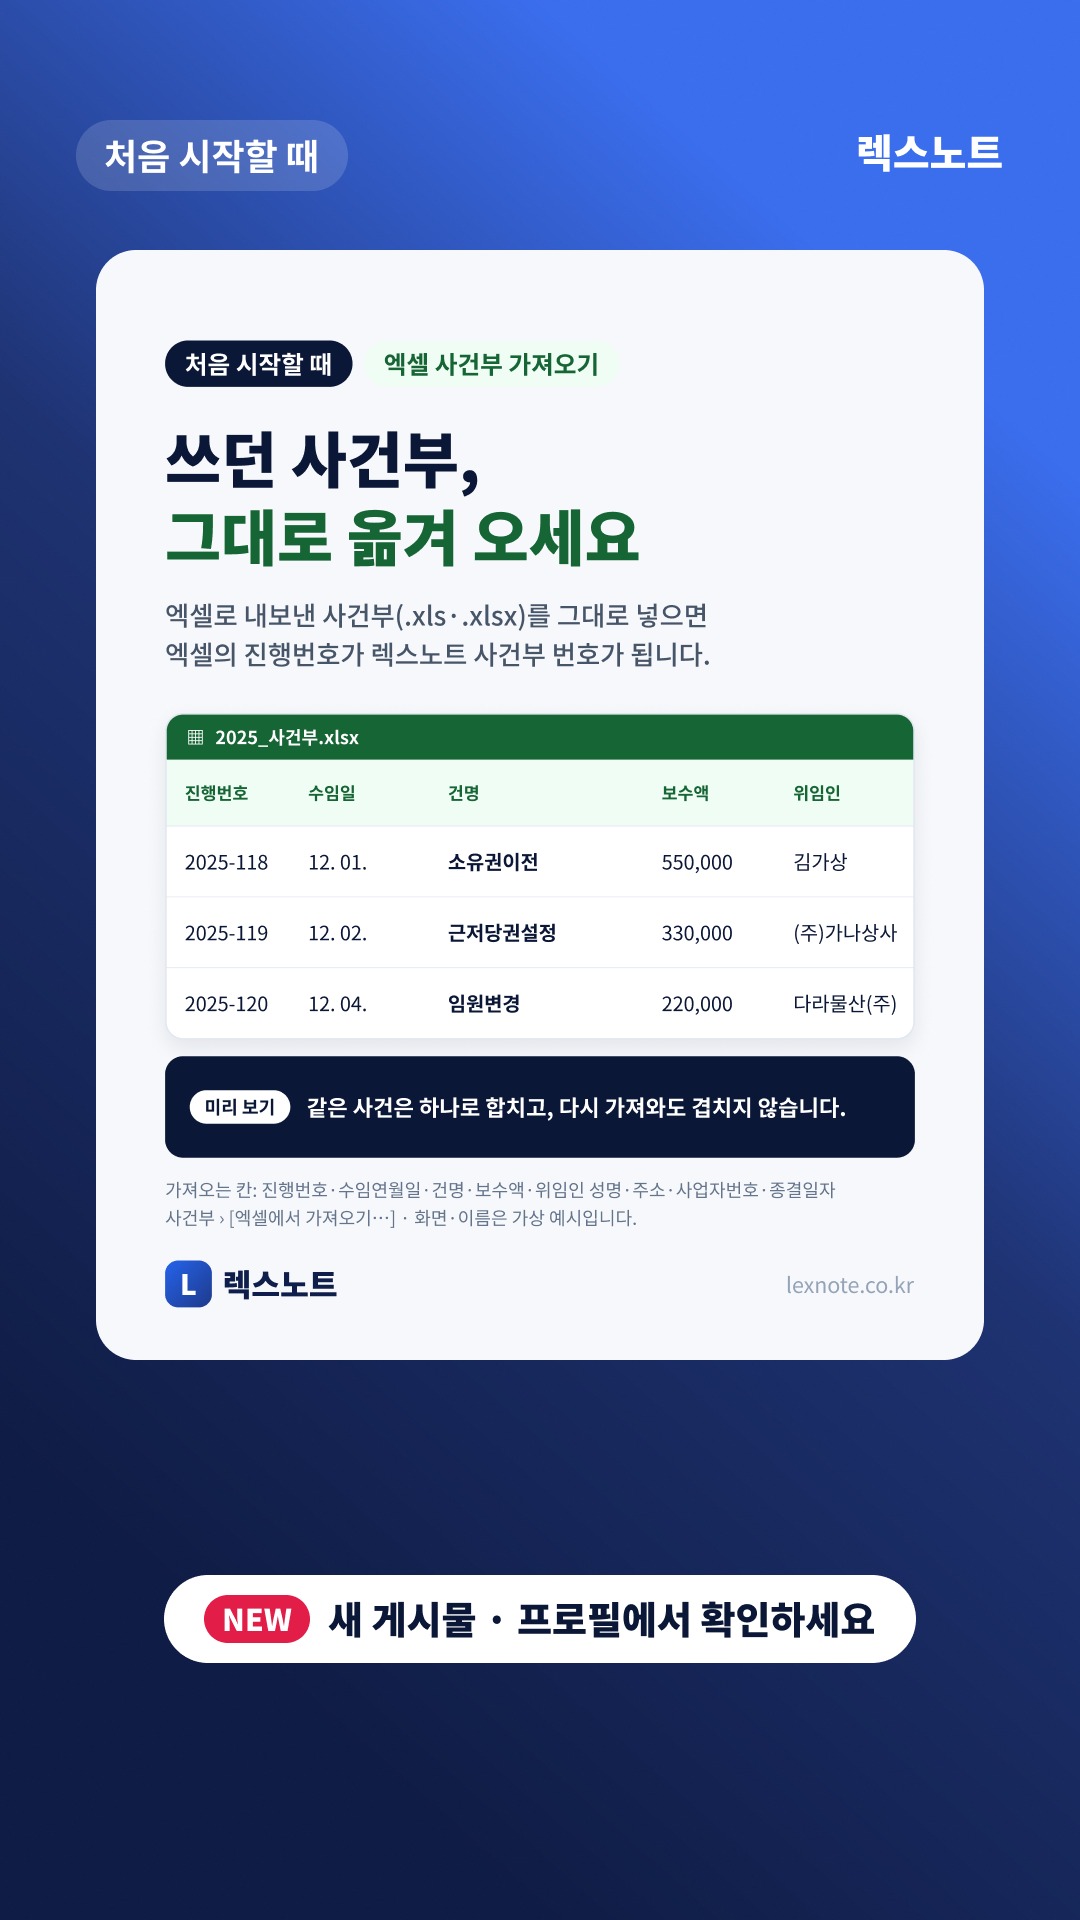 처음 시작할 때
렉스노트
처음 시작할 때 엑셀 사건부 가져오기
쓰던 사건부,
그대로 옮겨 오세요
엑셀로 내보낸 사건부(.xls·.xlsx)를 그대로 넣으면
엑셀의 진행번호가 렉스노트 사건부 번호가 됩니다.
2025_사건부.xlsx
진행번호 수임일 건명 보수액 위임인
2025-118 12. 01. 소유권이전 550,000 김가상
2025-119 12. 02. 근저당권설정 330,000 (주)가나상사
2025-120 12. 04. 임원변경 220,000 다라물산(주)
미리 보기 같은 사건은 하나로 합치고, 다시 가져와도 겹치지 않습니다.
가져오는 칸: 진행번호·수임연월일·건명·보수액·위임인 성명·주소·사업자번호·종결일자
사건부 › [엑셀에서 가져오기…] · 화면·이름은 가상 예시입니다.
L 렉스노트
lexnote.co.kr
NEW 새 게시물 · 프로필에서 확인하세요